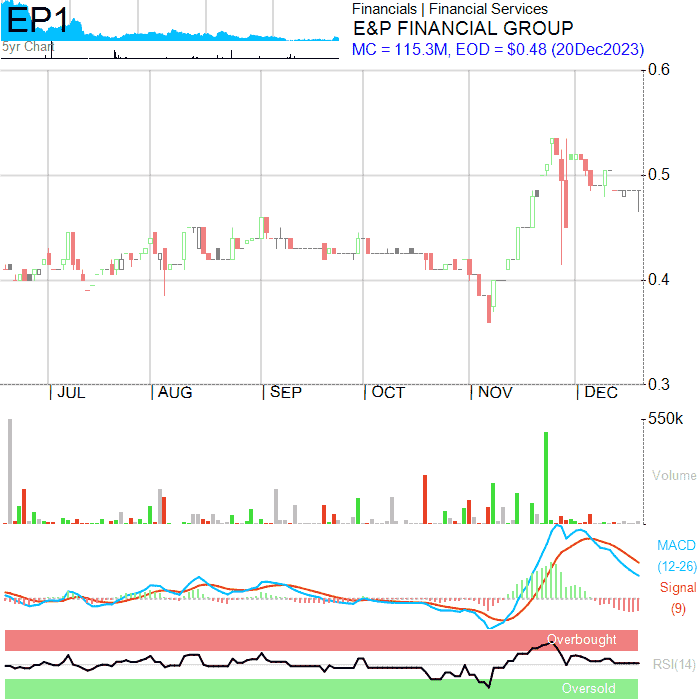 EP1
5yr Chart
Financials | Financial Services
E&P FINANCIAL GROUP
MC = 115.3M, EOD = $0.48 (20Dec2023)
0.6
0.5
0.4
0.3
JUL AUG SEP OCT NOV DEC
550k
Volume
MACD
(12-26)
Signal
(9)
Overbought
RSI(14)
Oversold